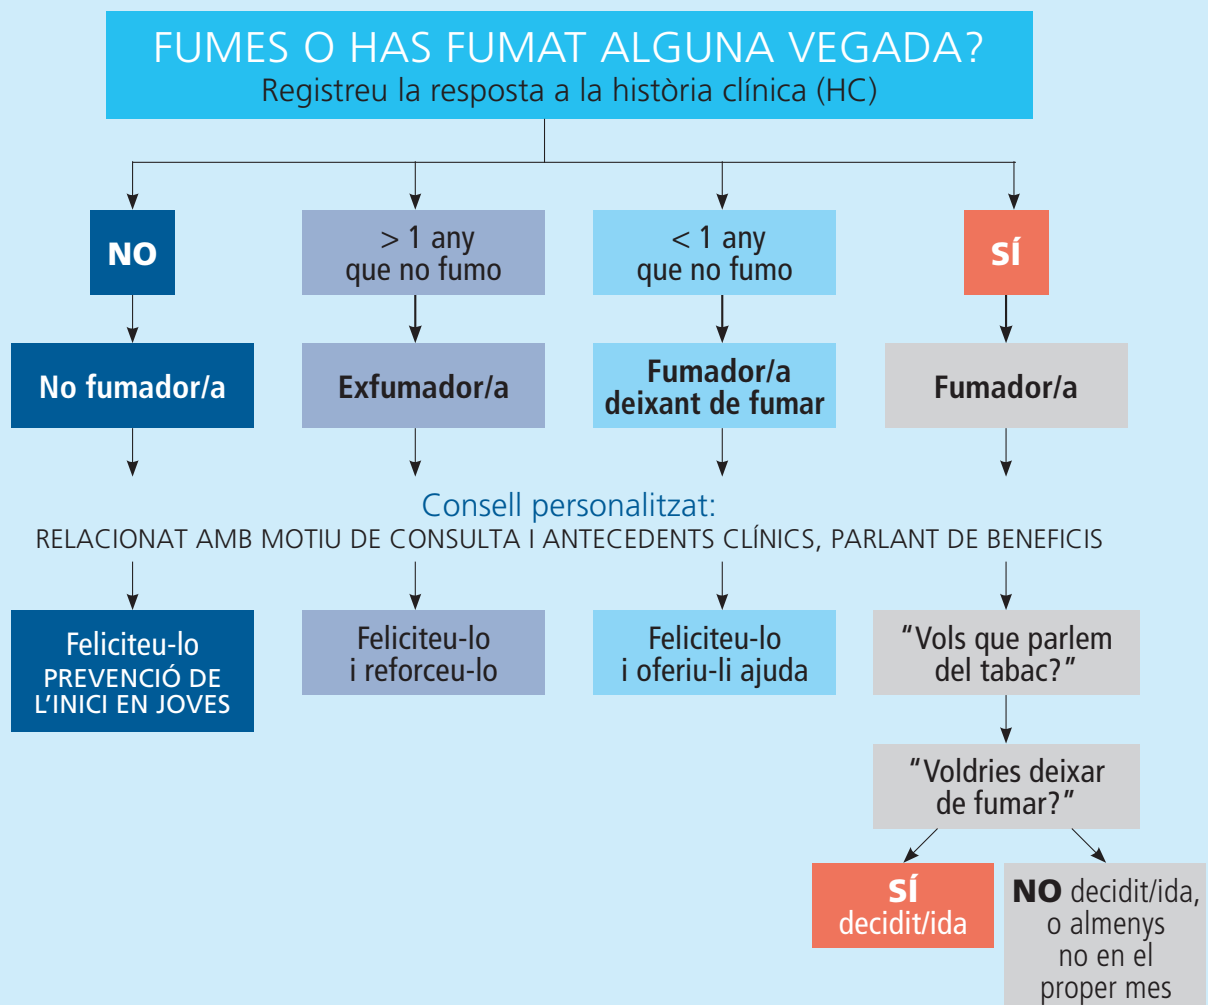 FUMES O HAS FUMAT ALGUNA VEGADA?
Registreu la resposta a la història clínica (HC)
NO
> 1 any
que no fumo
< 1 any
que no fumo
SÍ
No fumador/a
Exfumador/a
Fumador/a
deixant de fumar
Fumador/a
Consell personalitzat:
RELACIONAT AMB MOTIU DE CONSULTA I ANTECEDENTS CLÍNICS, PARLANT DE BENEFICIS
Feliciteu-lo
PREVENCIÓ DE
L'INICI EN JOVES
Feliciteu-lo
i reforceu-lo
Feliciteu-lo
i oferiu-li ajuda
"Vols que parlem
del tabac?"
"Voldries deixar
de fumar?"
SÍ
decidit/ida
NO decidit/ida,
o almenys
no en el
proper mes